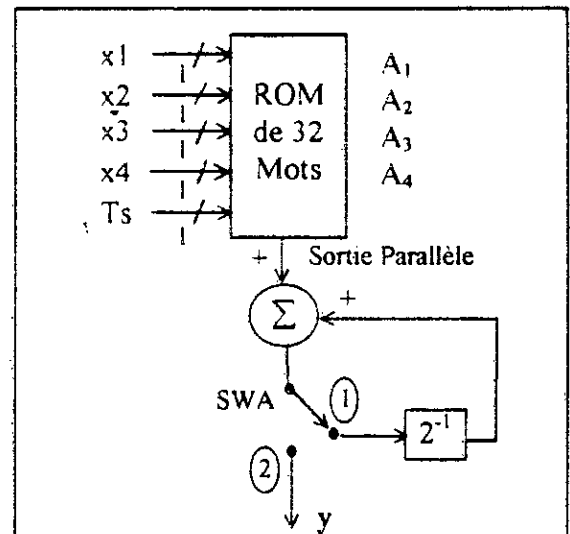 x1
1
x2
x3
1
x4
1
Ts
1
ROM
de 32
Mots
A₁
A₂
A₃
A₄
+
Sortie Parallèle
Σ
+
SWA
1
2⁻¹
2
y